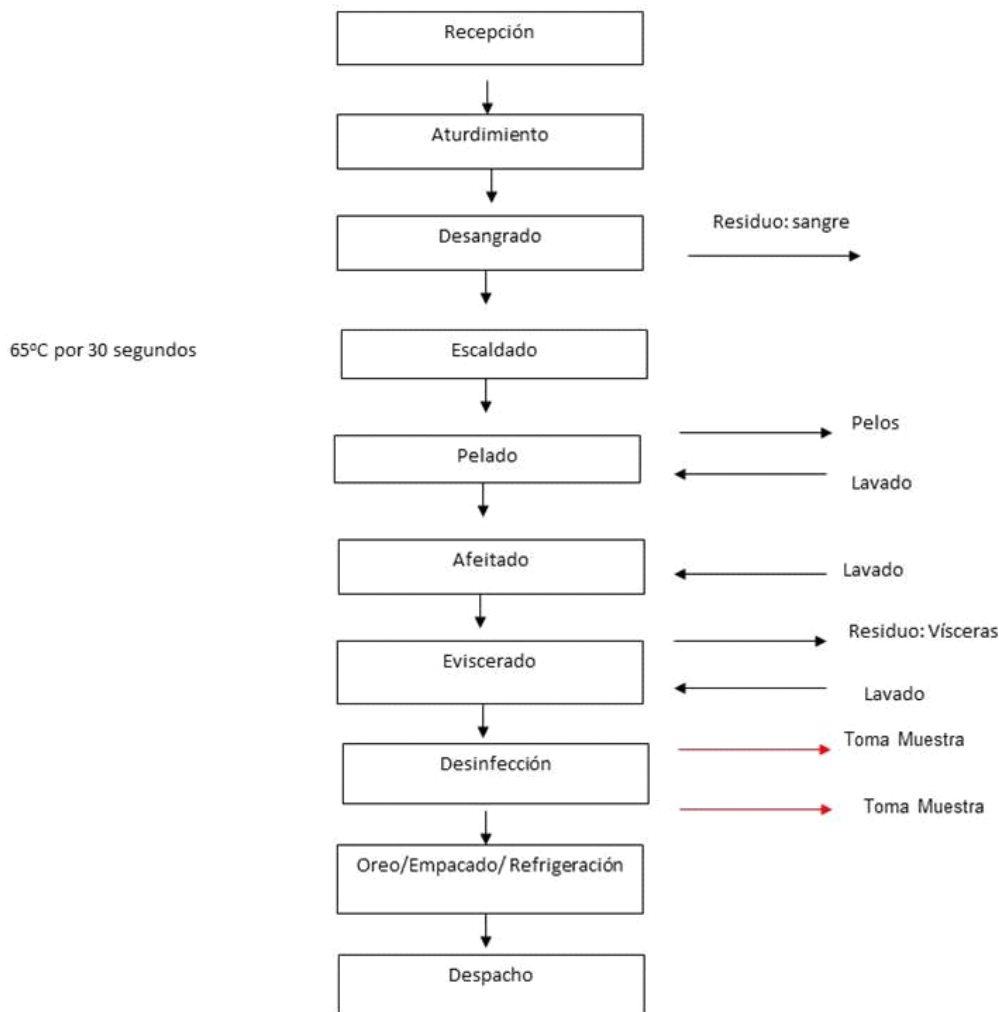 Recepción
Aturdimiento
Desangrado
Residuo: sangre
65ºC por 30 segundos
Escaldado
Pelos
Pelado
Lavado
Afeitado
Lavado
Residuo: Vísceras
Eviscerado
Lavado
Toma Muestra
Desinfección
Toma Muestra
Oreo/Empacado/ Refrigeración
Despacho